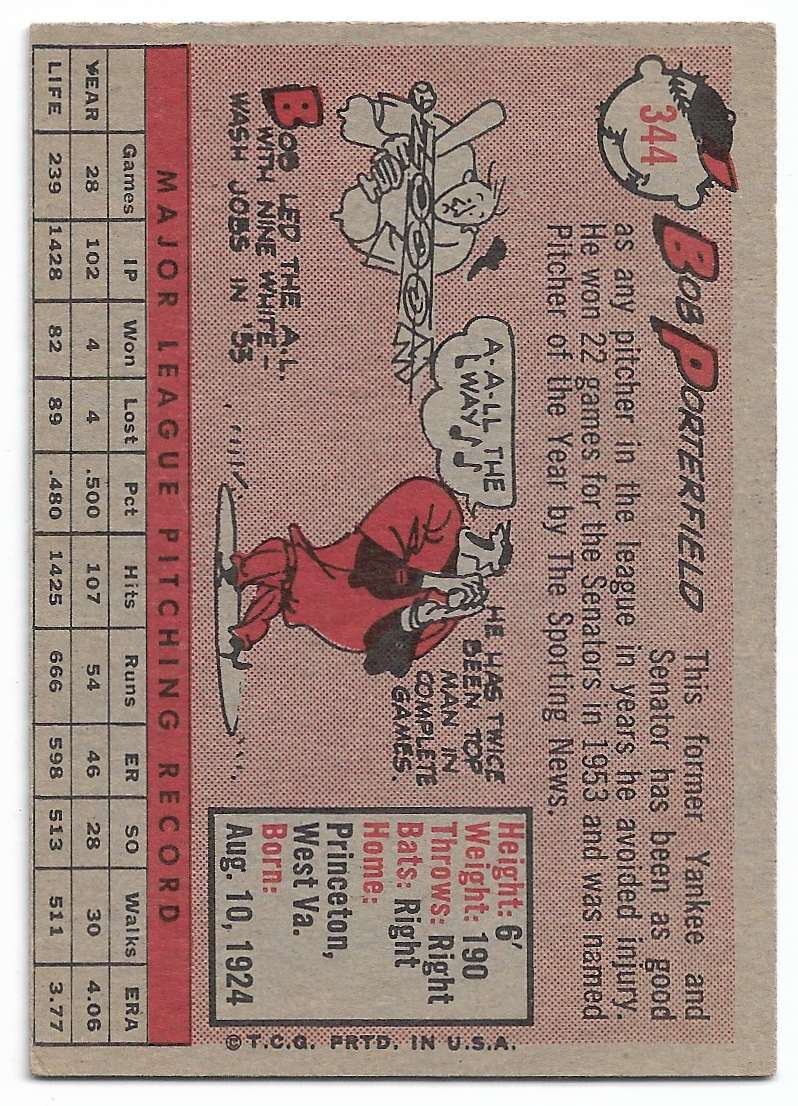 344
BOB PORTERFIELD
This former Yankee and
Senator has been as good
as any pitcher in the league in years he avoided injury.
He won 22 games for the Senators in 1953 and was named
Pitcher of the Year by The Sporting News.
BOB LED THE A.L.
WITH NINE WHITE-
WASH JOBS IN '53
A-A-LL THE
WAY
HE HAS TWICE
BEEN TOP
MAN IN
COMPLETE
GAMES.
Height: 6'
Weight: 190
Throws: Right
Bats: Right
Home:
Princeton,
West Va.
Born:
Aug. 10, 1924
© T.C.G. PRTD. IN U.S.A.
MAJOR LEAGUE PITCHING RECORD
Games IP Won Lost Pct Hits Runs ER SO Walks ERA
YEAR 28 102 4 4 .500 107 54 46 28 30 4.06
LIFE 239 1428 82 89 .480 1425 666 598 513 511 3.77